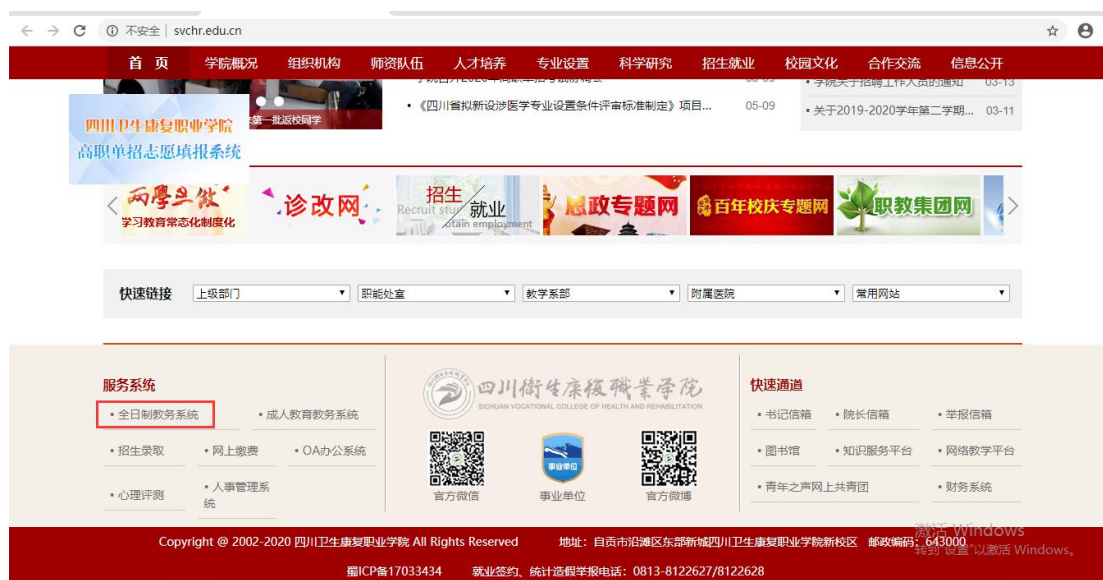 不安全 | svchr.edu.cn
首 页 学院概况 组织机构 师资队伍 人才培养 专业设置 科学研究 招生就业 校园文化 合作交流 信息公开
学院关于招聘工作人员的通知 03-13
• 《四川省拟新设涉医学专业设置条件评审标准制定》项目... 05-09
• 关于2019-2020学年第二学期... 03-11
第一批返校同学
四川卫生康复职业学院
高职单招志愿填报系统
两学一做
学习教育常态化制度化
诊改网
招生
就业
思政专题网
百年校庆专题网
职教集团网
快速链接 上级部门 职能处室 教学系部 附属医院 常用网站
服务系统
• 全日制教务系统 • 成人教育教务系统
• 招生录取 • 网上缴费 • OA办公系统
• 心理评测 • 人事管理系
统
四川衛生康復職業学院
SICHUAN VOCATIONAL COLLEGE OF HEALTH AND REHABILITATION
事业单位
官方微信 事业单位 官方微博
快速通道
• 书记信箱 • 院长信箱 • 举报信箱
• 图书馆 • 知识服务平台 • 网络教学平台
• 青年之声网上共青团 • 财务系统
Copyright @ 2002-2020 四川卫生康复职业学院 All Rights Reserved 地址：自贡市沿滩区东部新城四川卫生康复职业学院新校区 邮政编码：643000
蜀ICP备17033434 就业签约、统计造假举报电话：0813-8122627/8122628
激活 Windows
转到"设置"以激活 Windows。